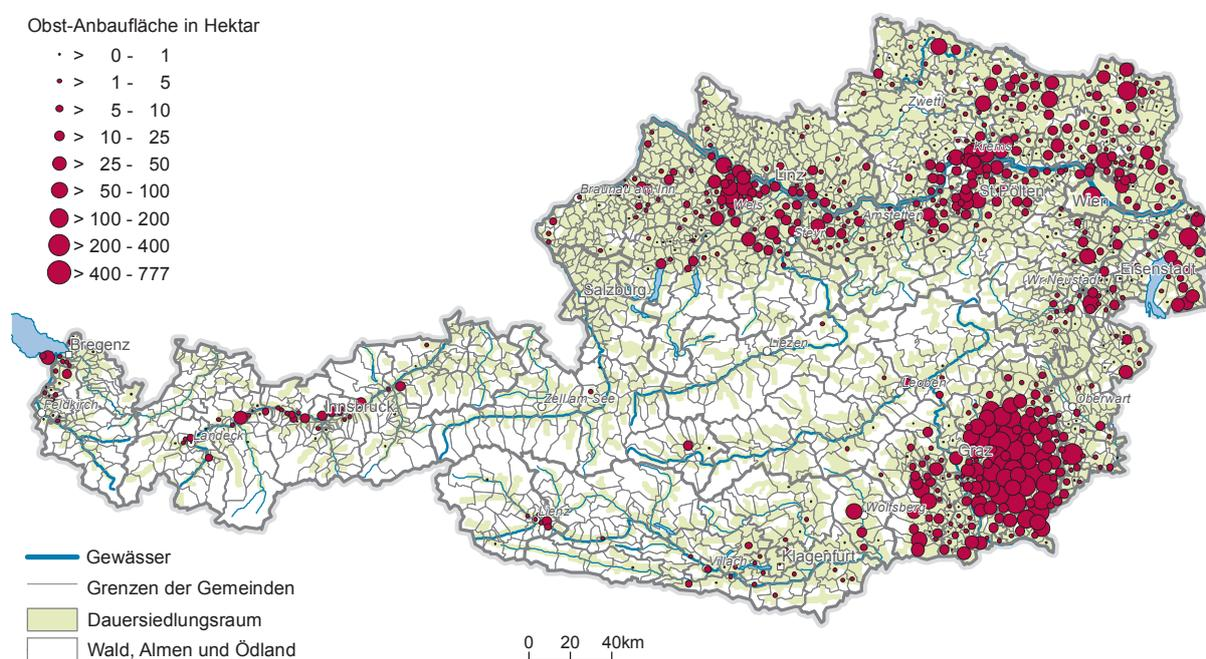 Obst-Anbaufläche in Hektar
> 0 - 1
> 1 - 5
> 5 - 10
> 10 - 25
> 25 - 50
> 50 - 100
> 100 - 200
> 200 - 400
> 400 - 777
Zwettl
Krems
Linz
Braunau am Inn
Wels
St.Pölten
Wien
Amstetten
Steyr
Eisenstadt
Wr.Neustadt
Salzburg
Bregenz
Liezen
Leoben
Zell am See
Oberwart
Feldkirch
Innsbruck
Landeck
Graz
Lienz
Wolfsberg
Villach
Klagenfurt
Gewässer
Grenzen der Gemeinden
Dauersiedlungsraum
Wald, Almen und Ödland
0 20 40km